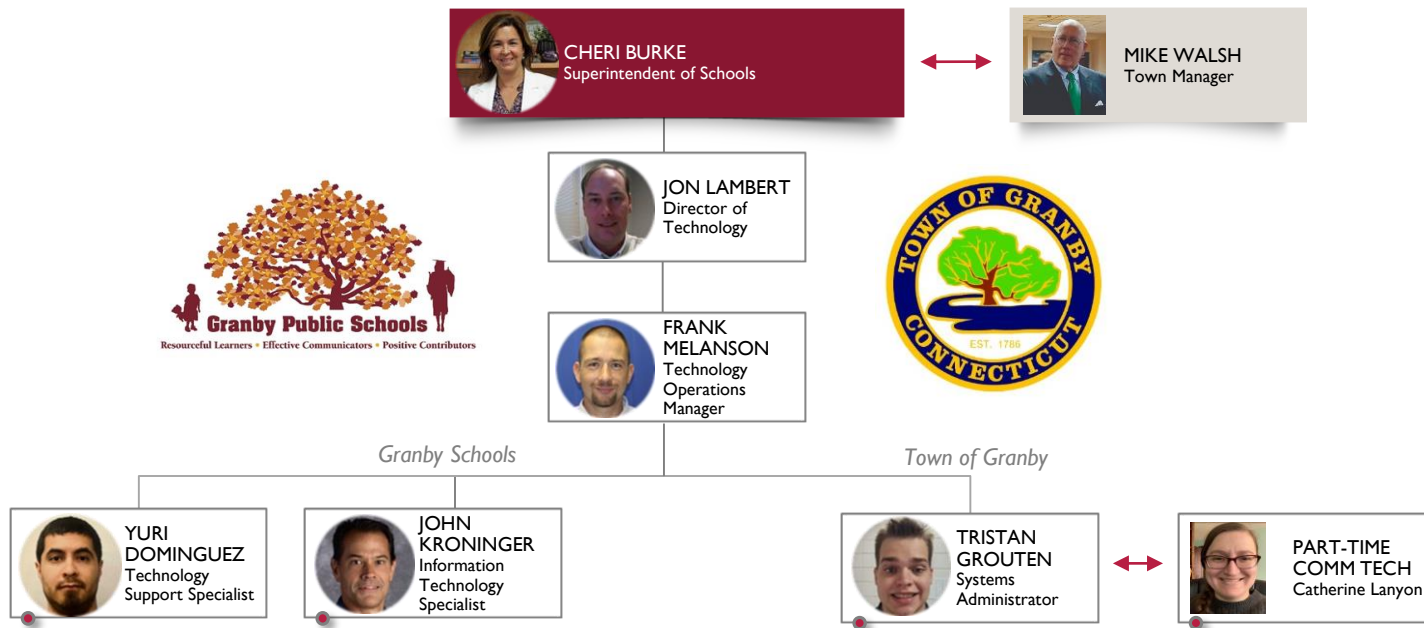 CHERI BURKE
Superintendent of Schools
MIKE WALSH
Town Manager
JON LAMBERT
Director of
Technology
Granby Public Schools
Resourceful Learners • Effective Communicators • Positive Contributors
TOWN OF GRANBY
EST. 1786
CONNECTICUT
FRANK
MELANSON
Technology
Operations
Manager
Granby Schools
Town of Granby
YURI
DOMINGUEZ
Technology
Support Specialist
JOHN
KRONINGER
Information
Technology
Specialist
TRISTAN
GROUTEN
Systems
Administrator
PART-TIME
COMM TECH
Catherine Lanyon